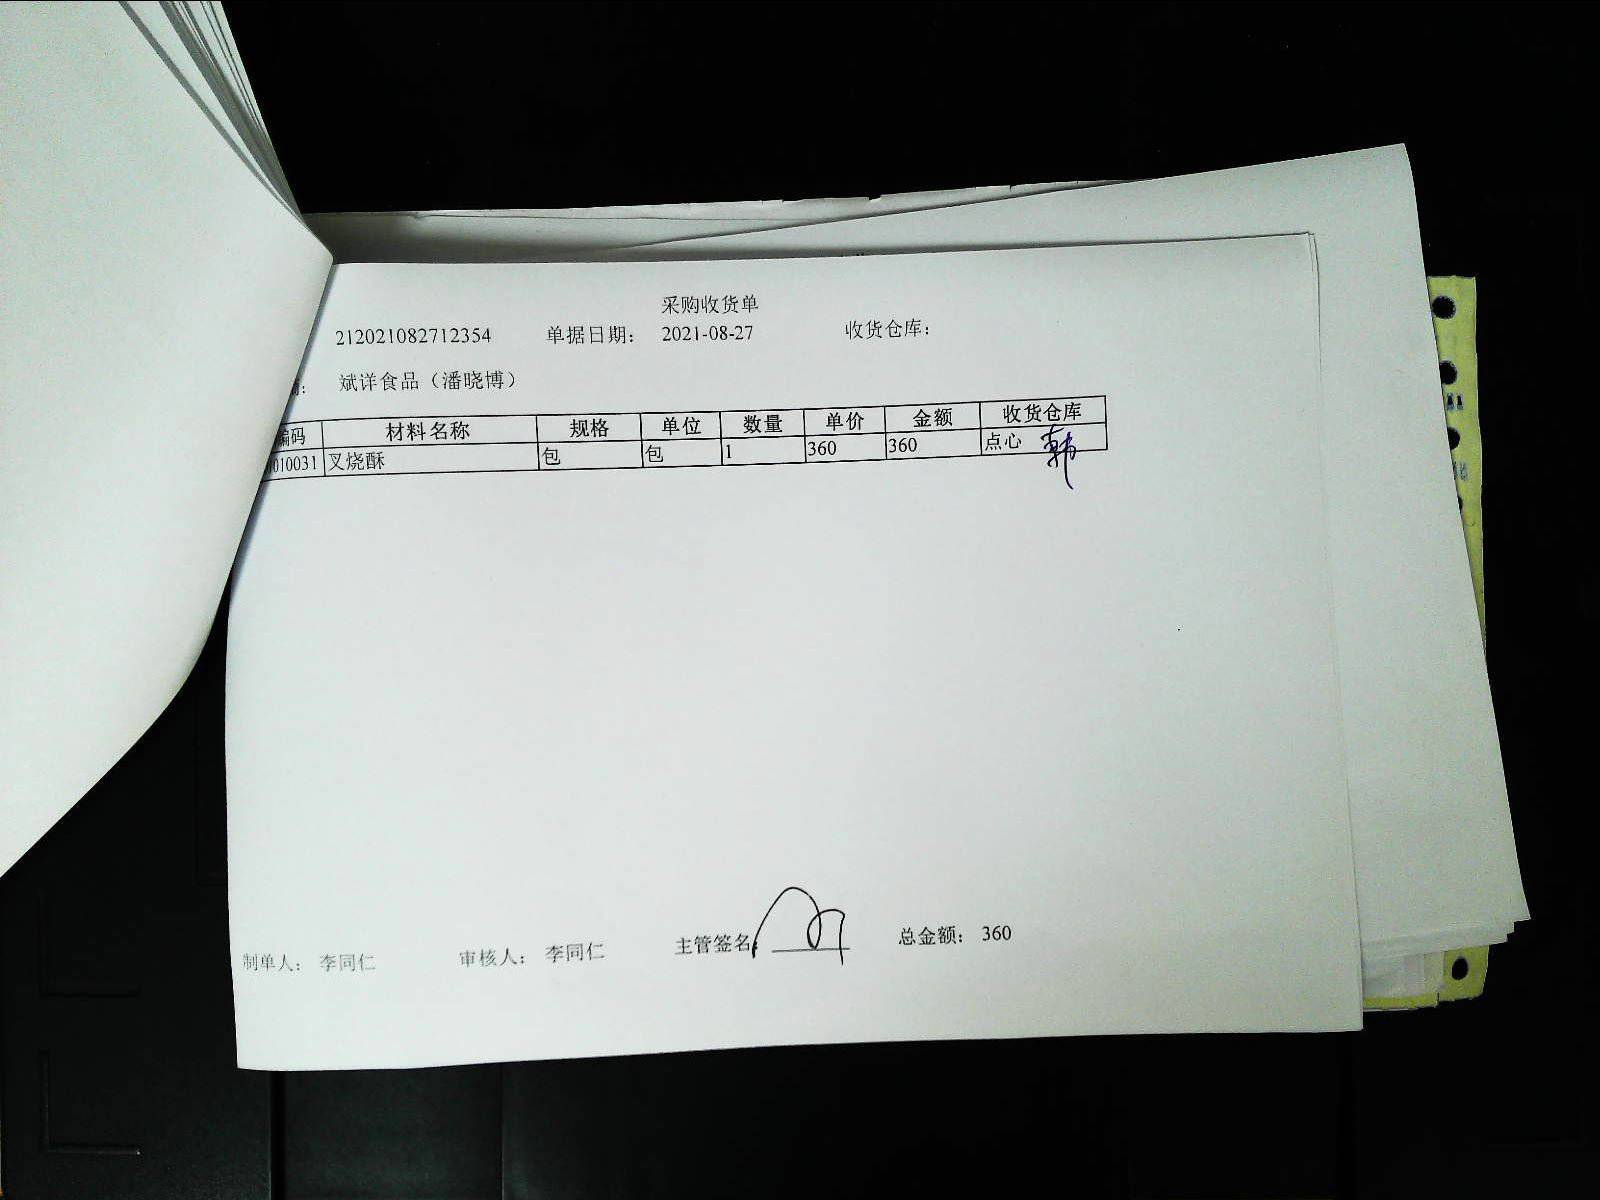 采购收货单
212021082712354 单据日期： 2021-08-27 收货仓库：
斌洋食品（潘晓博）
编码 材料名称 规格 单位 数量 单价 金额 收货仓库
010031 叉烧酥 包 包 1 360 360 点心 韩
制单人： 李同仁 审核人： 李同仁 主管签名： 总金额： 360